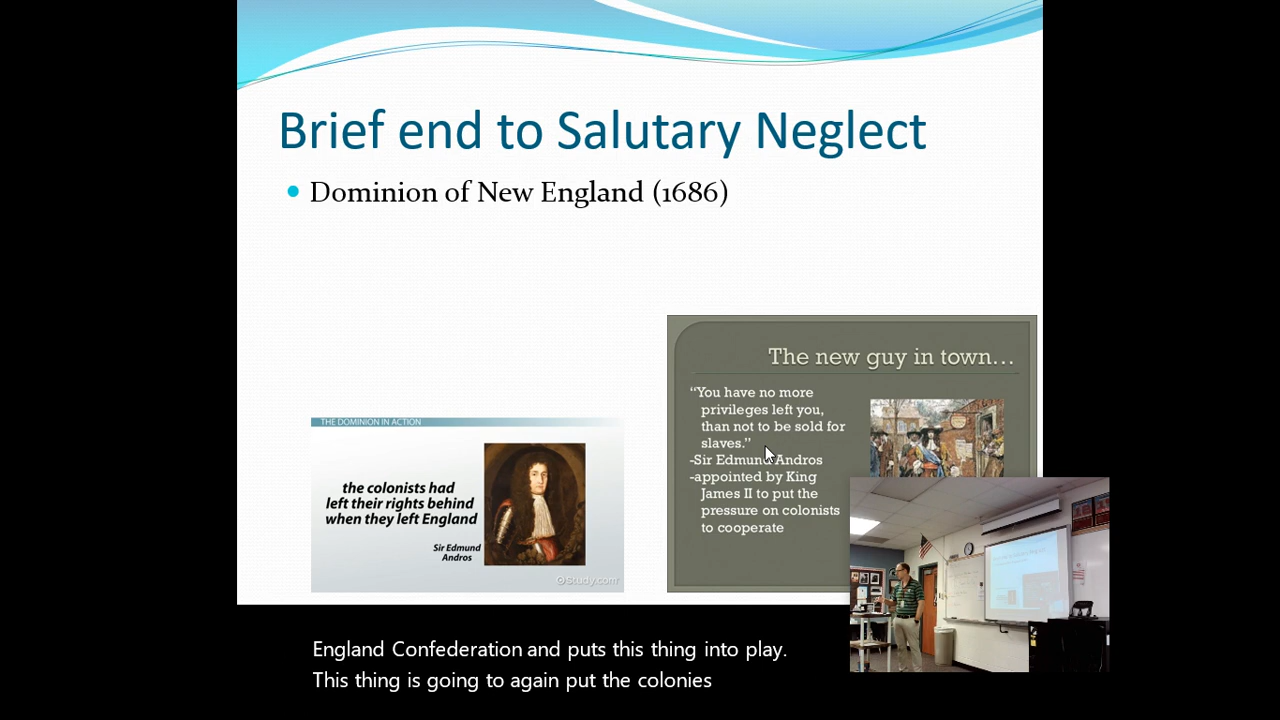 Brief end to Salutary Neglect
Dominion of New England (1686)
THE DOMINION IN ACTION
the colonists had
left their rights behind
when they left England
Sir Edmund
Andros
Study.com
The new guy in town...
“You have no more
privileges left you,
than not to be sold for
slaves.”
-Sir Edmund Andros
-appointed by King
James II to put the
pressure on colonists
to cooperate
England Confederation and puts this thing into play.
This thing is going to again put the colonies